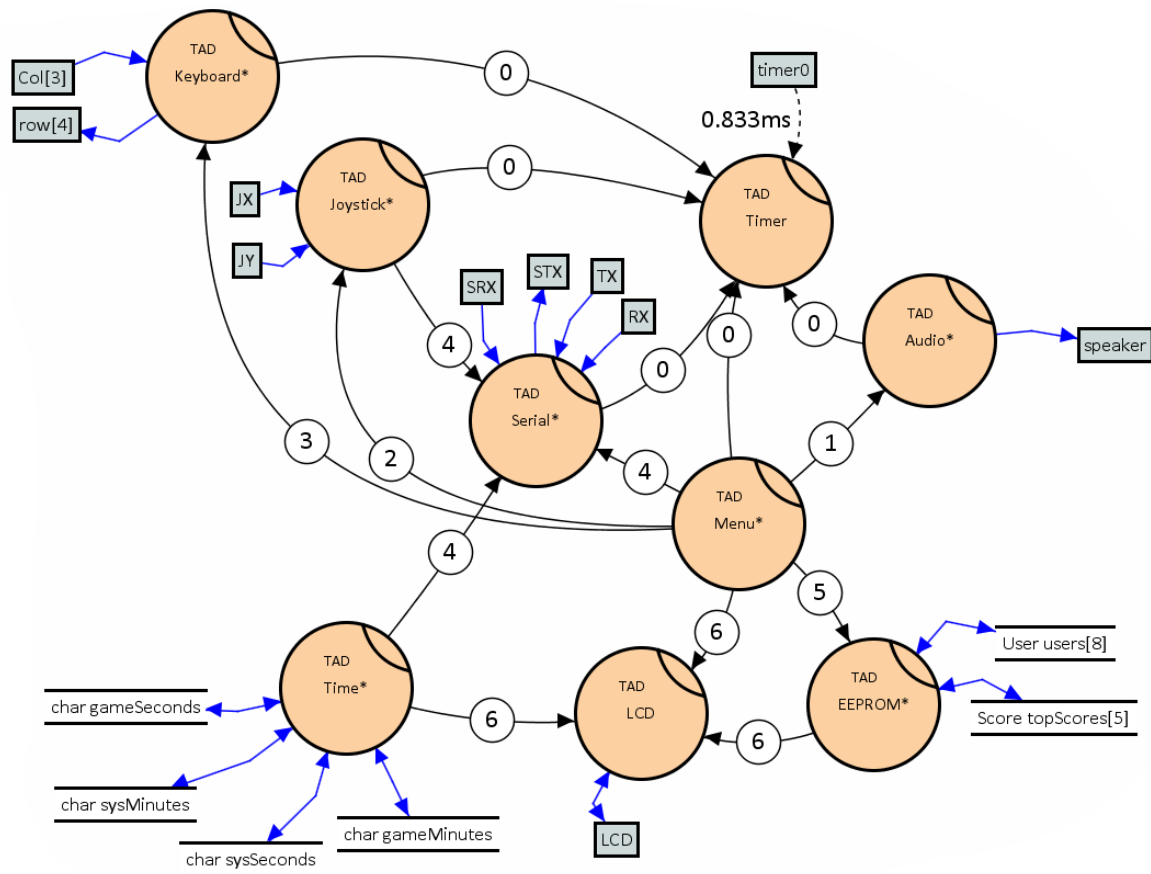 TAD
Keyboard*
Col[3]
row[4]
0
timer0
0.833ms
TAD
Joystick*
0
TAD
Timer
JX
JY
SRX
STX
TX
RX
4
0
0
0
TAD
Audio*
speaker
TAD
Serial*
3
2
4
1
TAD
Menu*
4
5
6
TAD
Time*
6
TAD
LCD
6
TAD
EEPROM*
User users[8]
Score topScores[5]
char gameSeconds
char sysMinutes
char sysSeconds
char gameMinutes
LCD